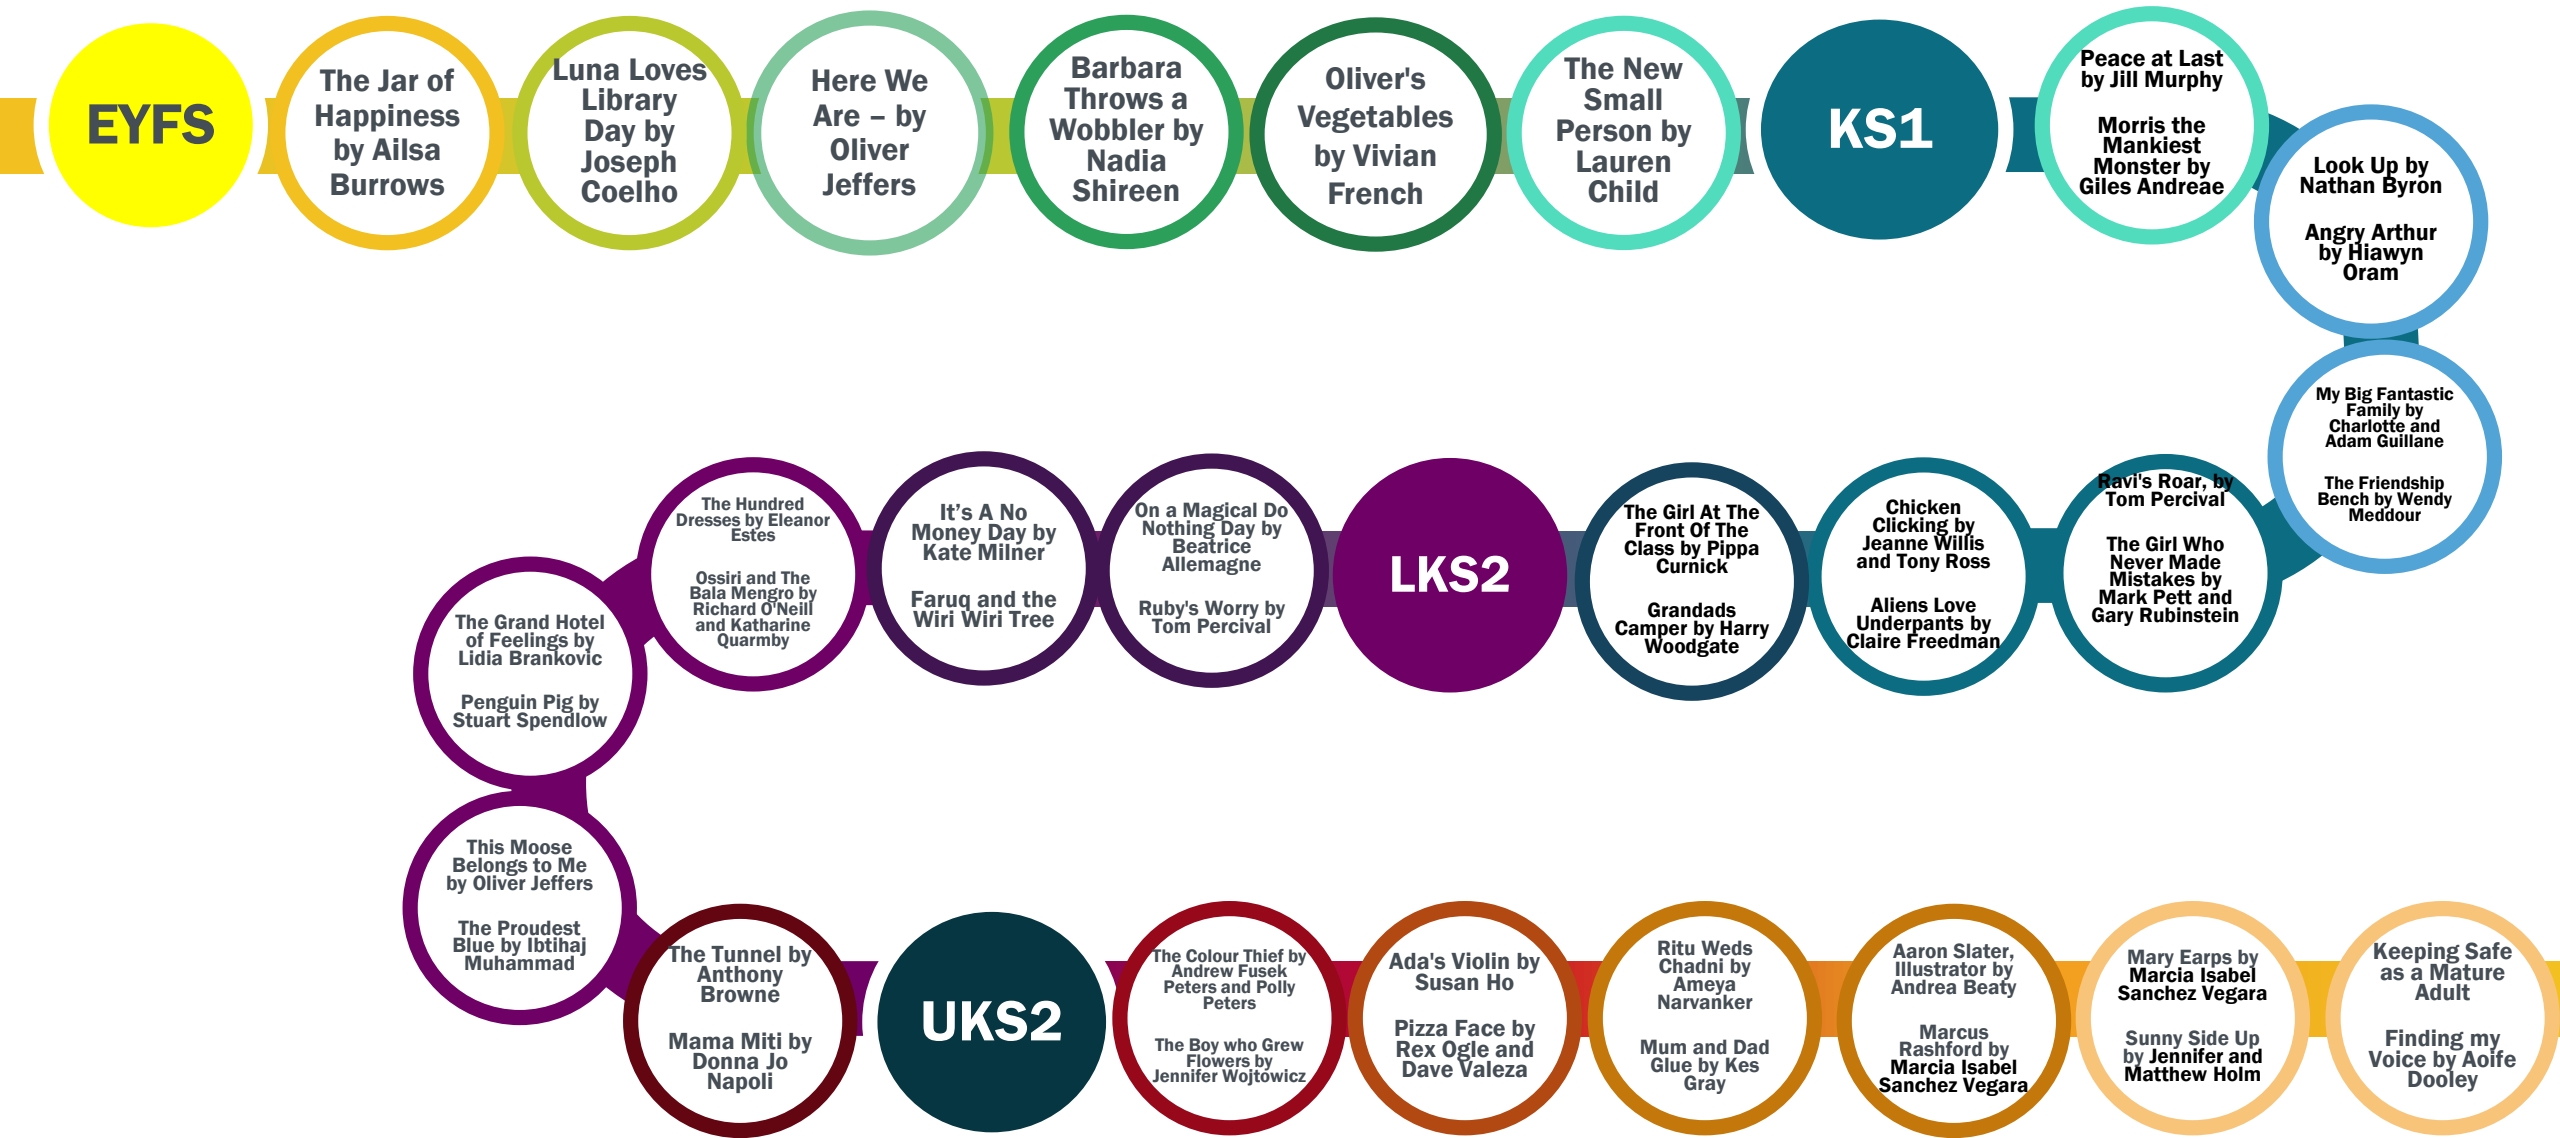 EYFS
The Jar of
Happiness
by Ailsa
Burrows
Luna Loves
Library
Day by
Joseph
Coelho
Here We
Are – by
Oliver
Jeffers
Barbara
Throws a
Wobbler by
Nadia
Shireen
Oliver's
Vegetables
by Vivian
French
The New
Small
Person by
Lauren
Child
KS1
Peace at Last
by Jill Murphy
Morris the
Mankiest
Monster by
Giles Andreae
Look Up by
Nathan Byron
Angry Arthur
by Hiawyn
Oram
My Big Fantastic
Family by
Charlotte and
Adam Guillane
The Friendship
Bench by Wendy
Meddour
Ravi's Roar, by
Tom Percival
The Girl Who
Never Made
Mistakes by
Mark Pett and
Gary Rubinstein
Chicken
Clicking by
Jeanne Willis
and Tony Ross
Aliens Love
Underpants by
Claire Freedman
The Girl At The
Front Of The
Class by Pippa
Curnick
Grandads
Camper by Harry
Woodgate
LKS2
On a Magical Do
Nothing Day by
Beatrice
Allemagne
Ruby's Worry by
Tom Percival
It’s A No
Money Day by
Kate Milner
Faruq and the
Wiri Wiri Tree
The Hundred
Dresses by Eleanor
Estes
Ossiri and The
Bala Mengro by
Richard O'Neill
and Katharine
Quarmby
The Grand Hotel
of Feelings by
Lidia Brankovic
Penguin Pig by
Stuart Spendlow
This Moose
Belongs to Me
by Oliver Jeffers
The Proudest
Blue by Ibtihaj
Muhammad
The Tunnel by
Anthony
Browne
Mama Miti by
Donna Jo
Napoli
UKS2
The Colour Thief by
Andrew Fusek
Peters and Polly
Peters
The Boy who Grew
Flowers by
Jennifer Wojtowicz
Ada's Violin by
Susan Ho
Pizza Face by
Rex Ogle and
Dave Valeza
Ritu Weds
Chadni by
Ameya
Narvanker
Mum and Dad
Glue by Kes
Gray
Aaron Slater,
Illustrator by
Andrea Beaty
Marcus
Rashford by
Marcia Isabel
Sanchez Vegara
Mary Earps by
Marcia Isabel
Sanchez Vegara
Sunny Side Up
by Jennifer and
Matthew Holm
Keeping Safe
as a Mature
Adult
Finding my
Voice by Aoife
Dooley